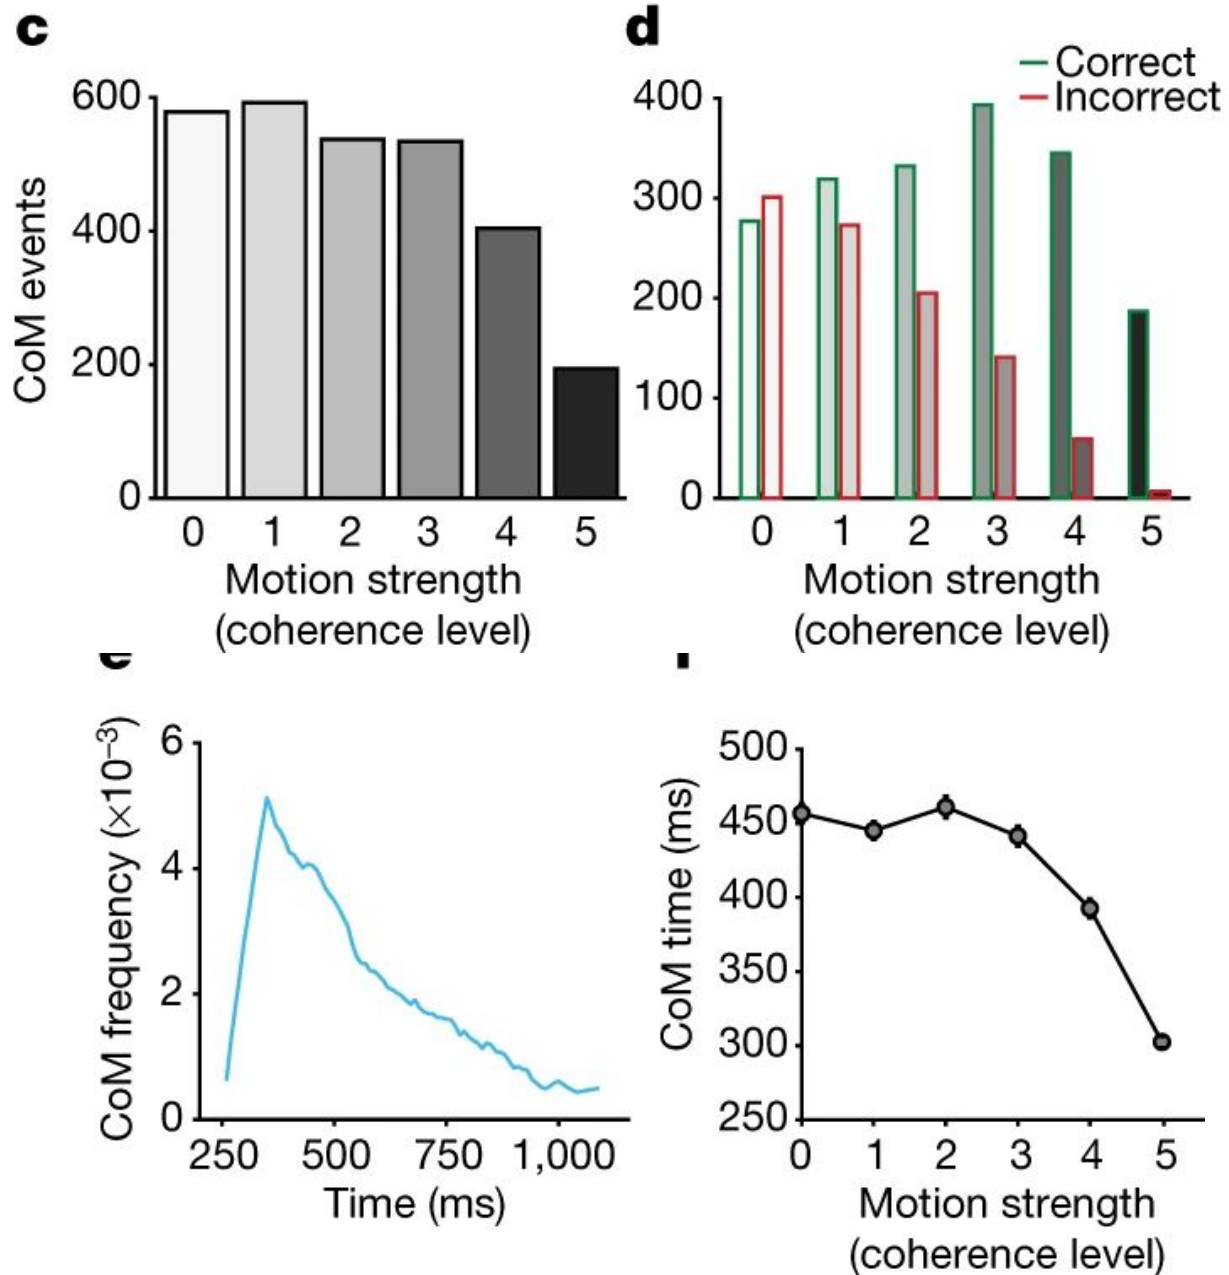 c
CoM events
600
400
200
0
0 1 2 3 4 5
Motion strength
(coherence level)
d
Correct
Incorrect
400
300
200
100
0
0 1 2 3 4 5
Motion strength
(coherence level)
e
CoM frequency (×10⁻³)
6
4
2
0
250 500 750 1,000
Time (ms)
CoM time (ms)
500
450
400
350
300
250
0 1 2 3 4 5
Motion strength
(coherence level)